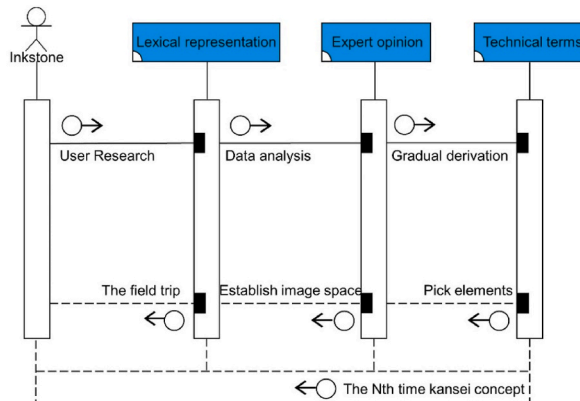 Inkstone
Lexical representation
Expert opinion
Technical terms
User Research
Data analysis
Gradual derivation
The field trip
Establish image space
Pick elements
The Nth time kansei concept